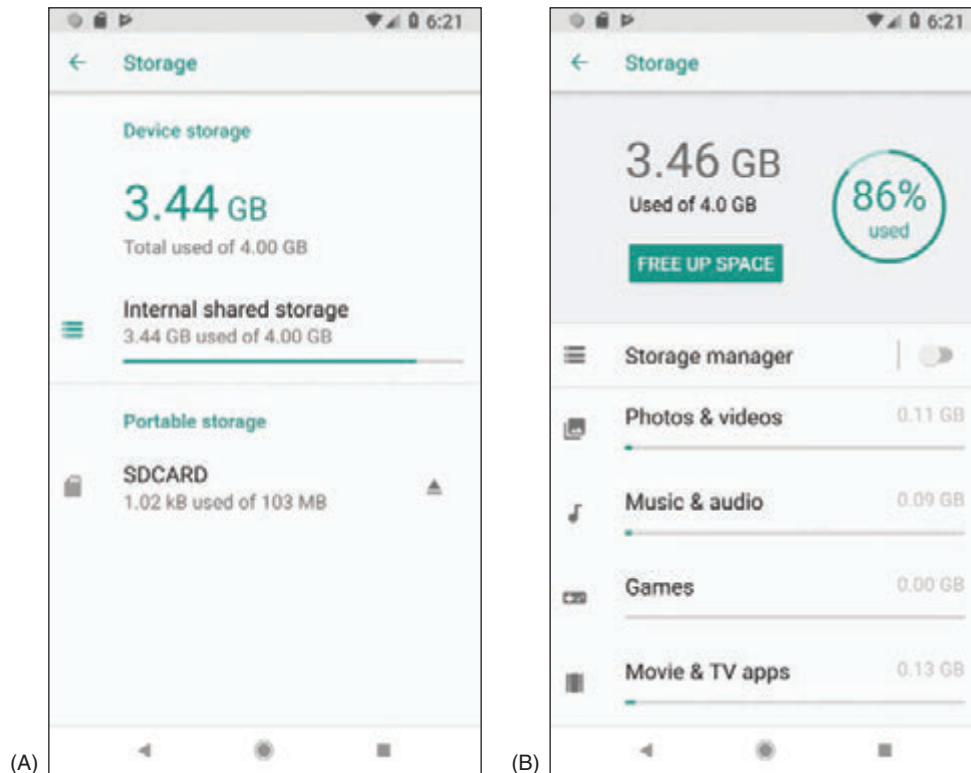 6:21
Storage
Device storage
3.44 GB
Total used of 4.00 GB
Internal shared storage
3.44 GB used of 4.00 GB
Portable storage
SDCARD
1.02 kB used of 103 MB
(A)
6:21
Storage
3.46 GB
Used of 4.0 GB
86%
used
FREE UP SPACE
Storage manager
Photos & videos 0.11 GB
Music & audio 0.09 GB
Games 0.00 GB
Movie & TV apps 0.13 GB
(B)